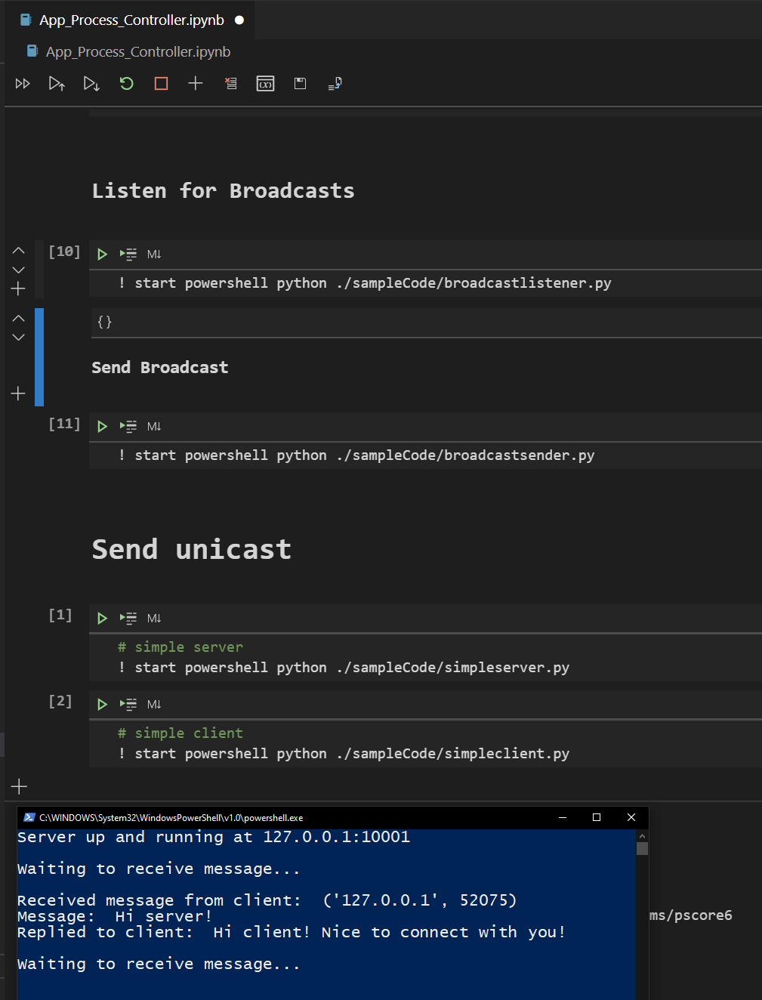 App_Process_Controller.ipynb
App_Process_Controller.ipynb
Listen for Broadcasts
[10]
M↓
! start powershell python ./sampleCode/broadcastlistener.py
{}
Send Broadcast
[11]
M↓
! start powershell python ./sampleCode/broadcastsender.py
Send unicast
[1]
M↓
# simple server
! start powershell python ./sampleCode/simpleserver.py
[2]
M↓
# simple client
! start powershell python ./sampleCode/simpleclient.py
C:\WINDOWS\System32\WindowsPowerShell\v1.0\powershell.exe
Server up and running at 127.0.0.1:10001
Waiting to receive message...
Received message from client:  ('127.0.0.1', 52075)
Message:  Hi server!
ms/pscore6
Replied to client:  Hi client! Nice to connect with you!
Waiting to receive message...